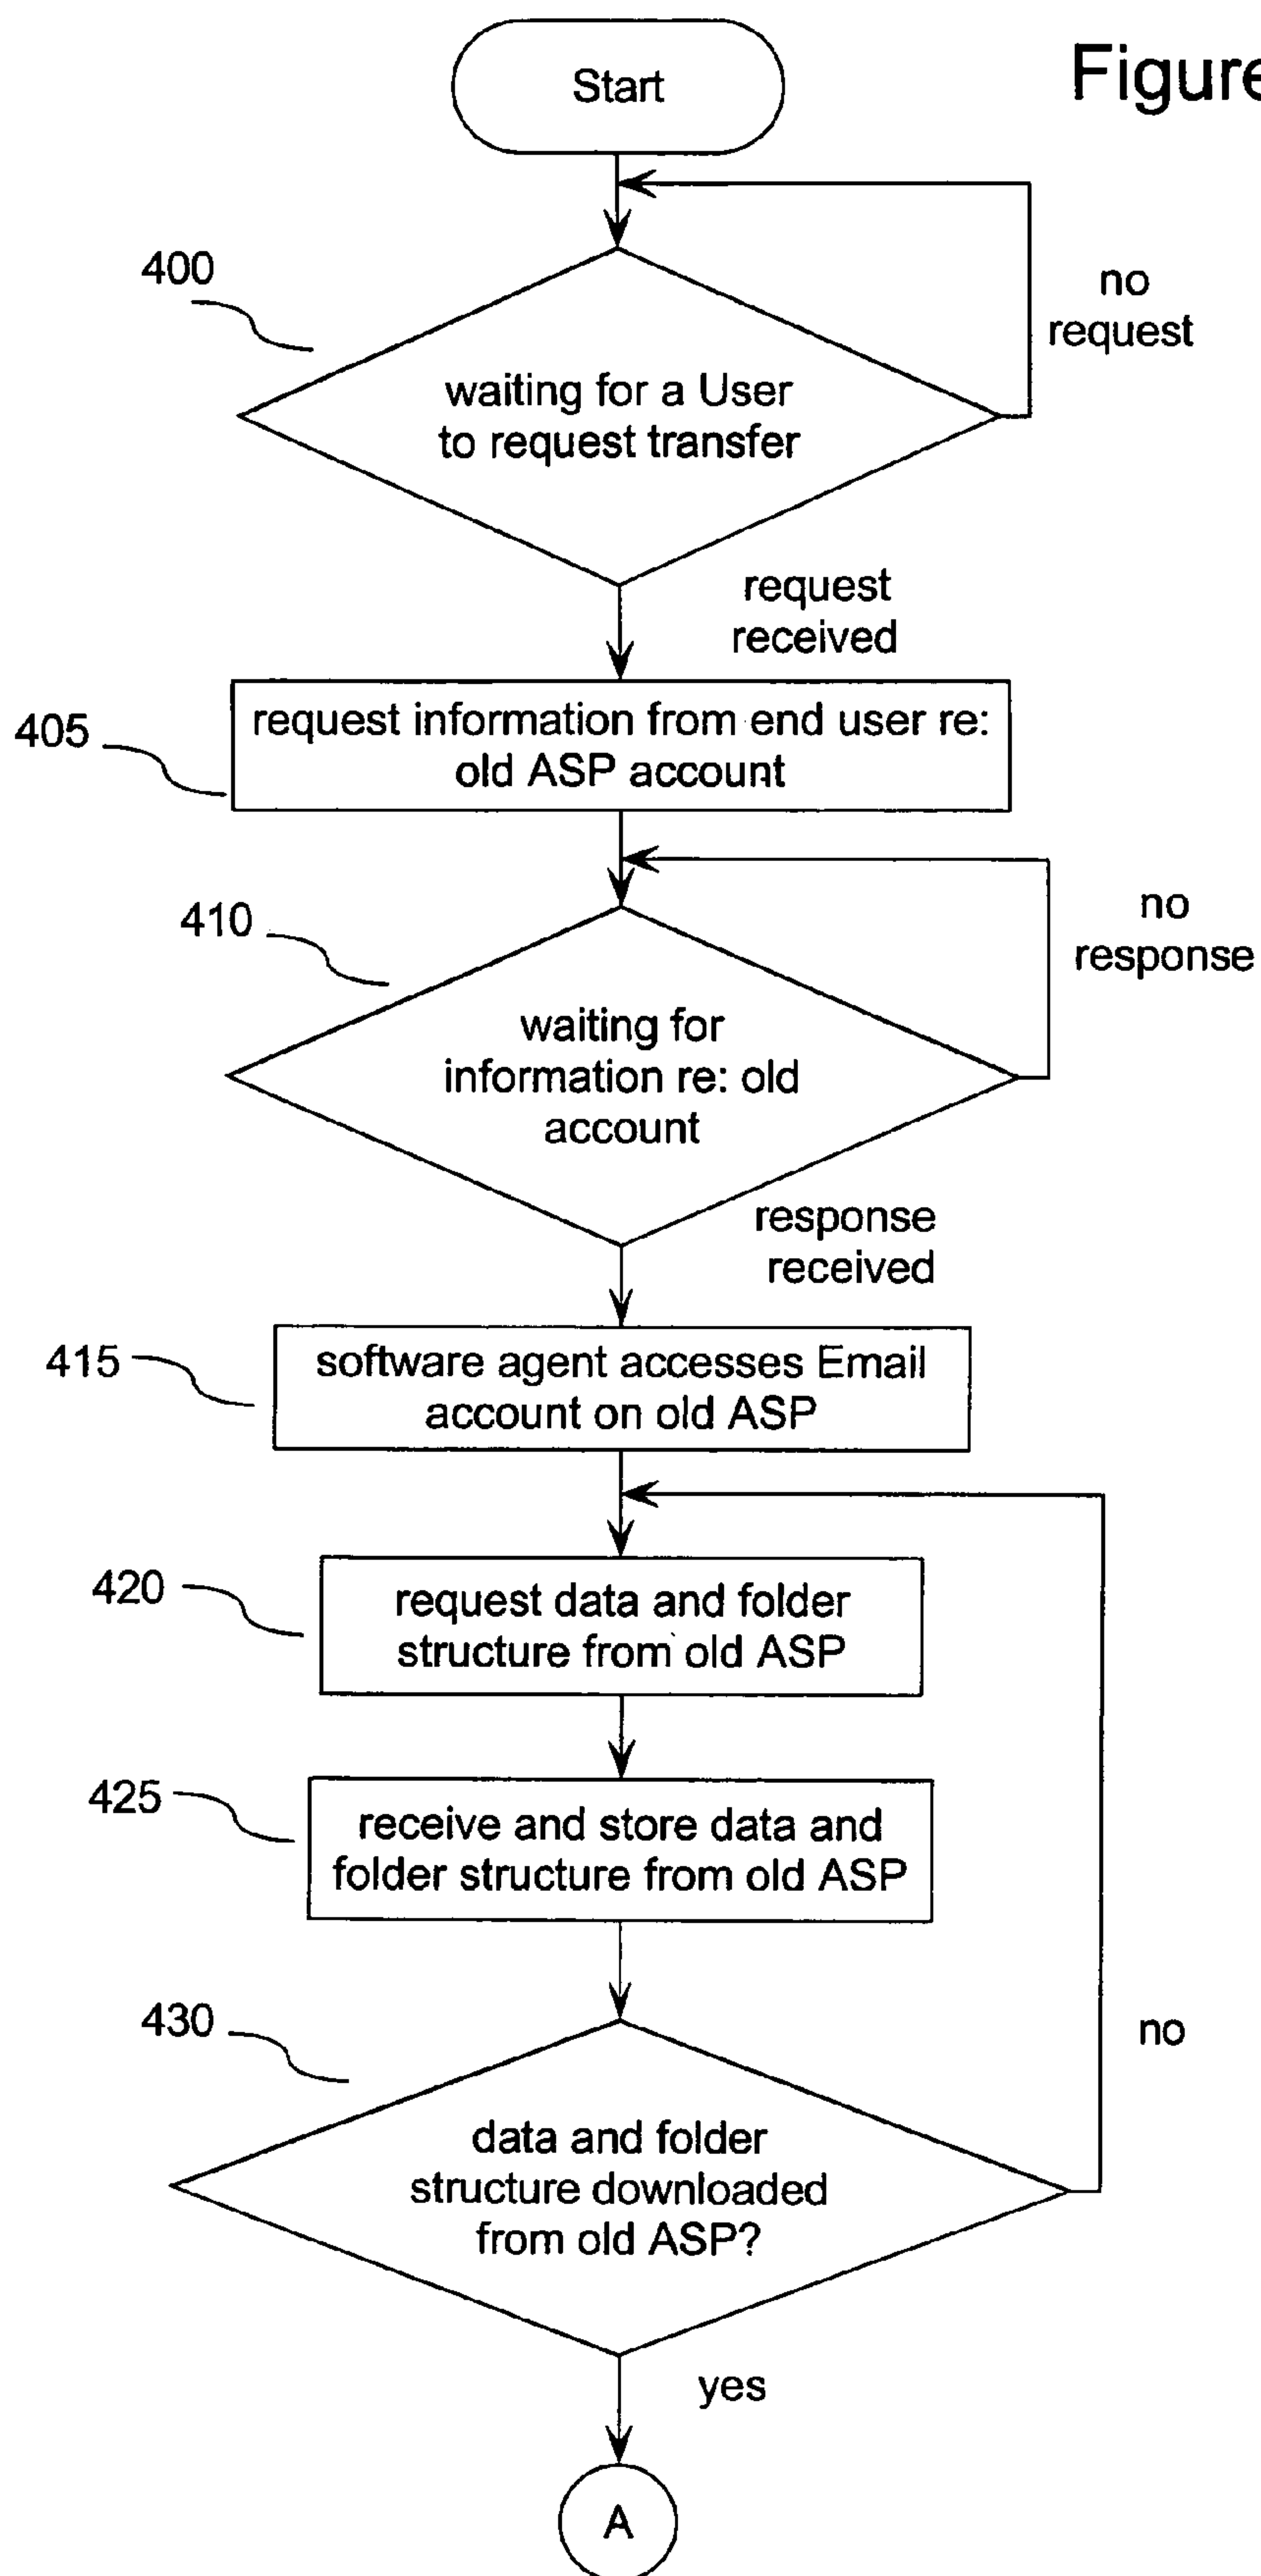 Start
Figure
400
no
request
waiting for a User
to request transfer
request
received
405
request information from end user re:
old ASP account
410
no
response
waiting for
information re: old
account
response
received
415
software agent accesses Email
account on old ASP
420
request data and folder
structure from old ASP
425
receive and store data and
folder structure from old ASP
430
no
data and folder
structure downloaded
from old ASP?
yes
A